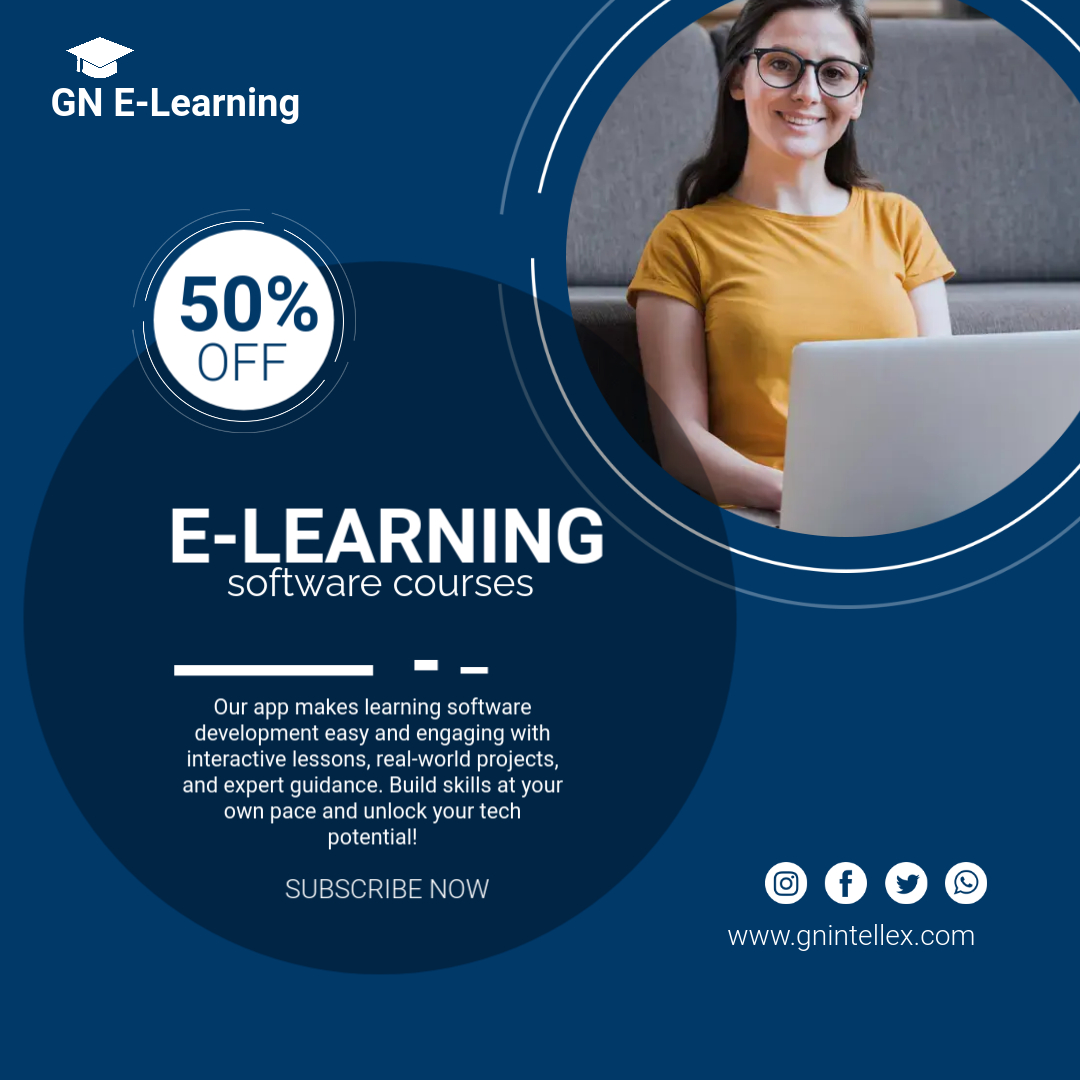 GN E-Learning
50%
OFF
E-LEARNING
software courses
Our app makes learning software
development easy and engaging with
interactive lessons, real-world projects,
and expert guidance. Build skills at your
own pace and unlock your tech
potential!
SUBSCRIBE NOW
www.gnintellex.com